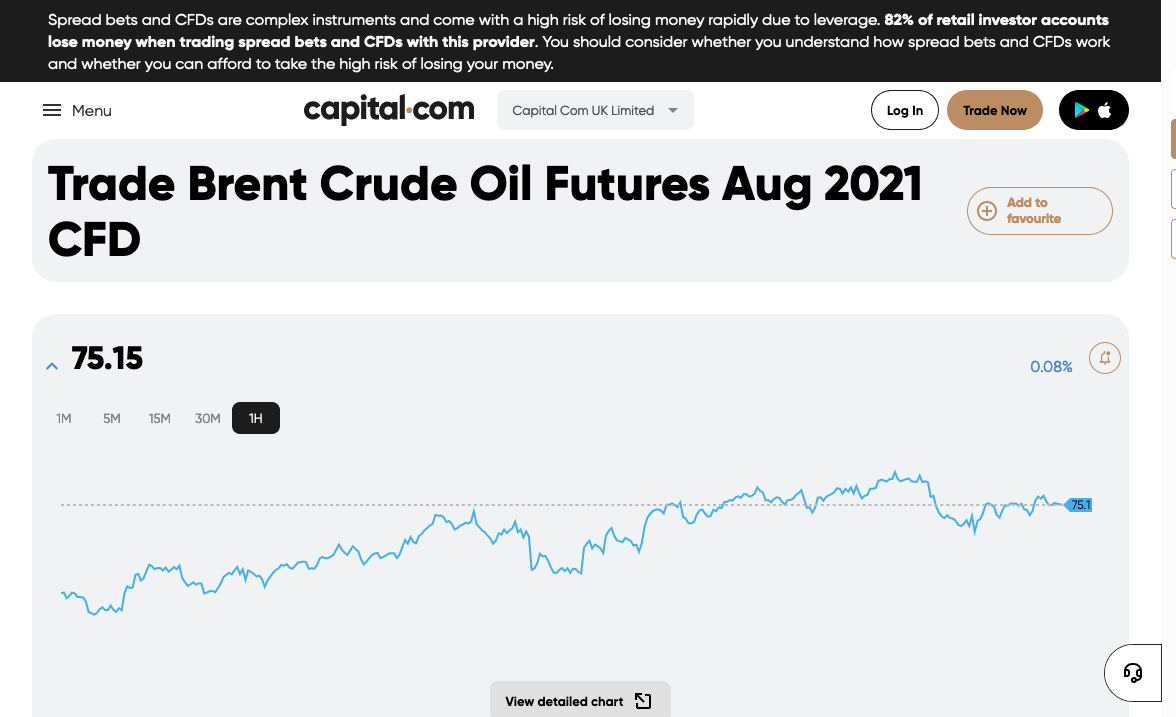 Spread bets and CFDs are complex instruments and come with a high risk of losing money rapidly due to leverage. 82% of retail investor accounts
lose money when trading spread bets and CFDs with this provider. You should consider whether you understand how spread bets and CFDs work
and whether you can afford to take the high risk of losing your money.
Menu
capital.com
Capital Com UK Limited
Log In
Trade Now
Trade Brent Crude Oil Futures Aug 2021
CFD
Add to
favourite
75.15
0.08%
1M 5M 15M 30M 1H
75.1
View detailed chart